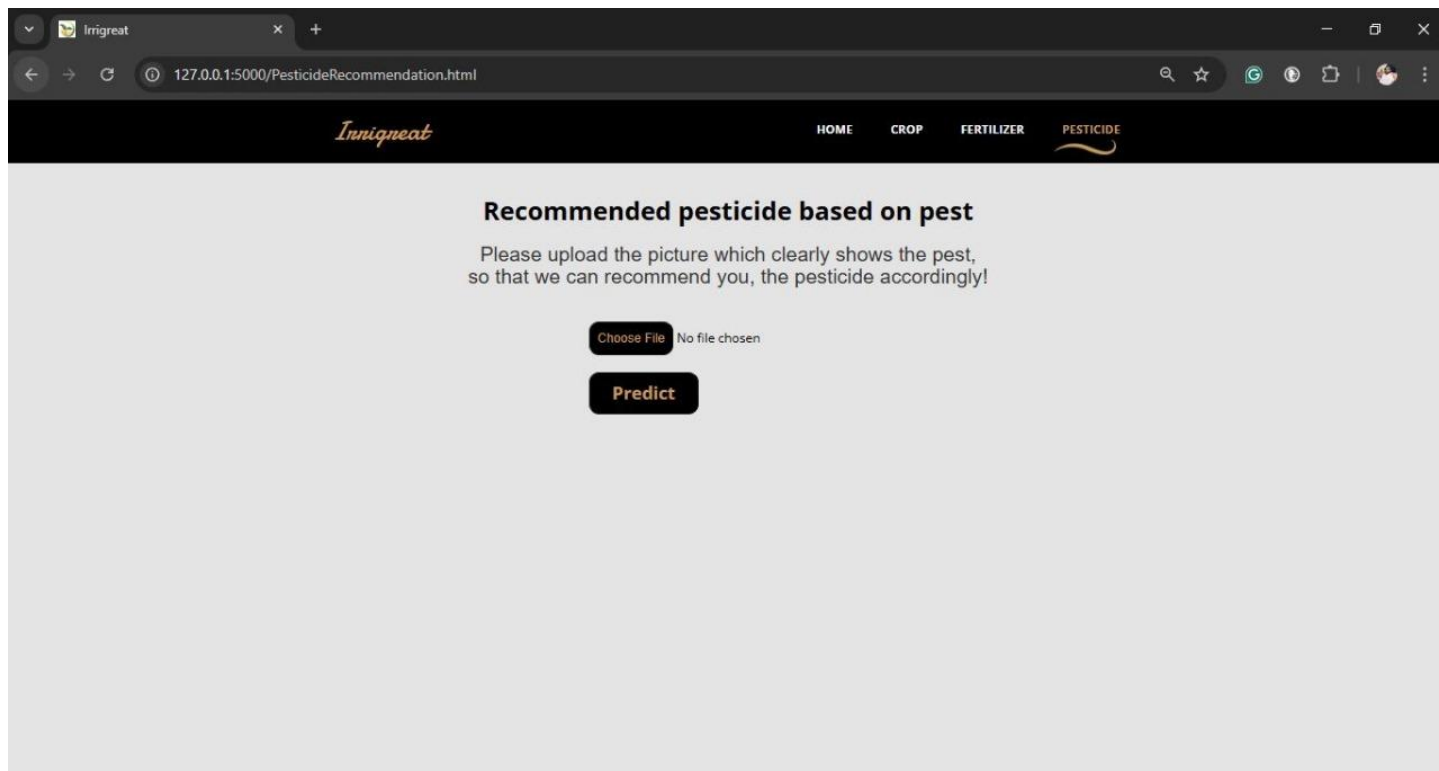 Irrigreat
127.0.0.1:5000/PesticideRecommendation.html
Irrigreat HOME CROP FERTILIZER PESTICIDE
Recommended pesticide based on pest
Please upload the picture which clearly shows the pest,
so that we can recommend you, the pesticide accordingly!
Choose File No file chosen
Predict